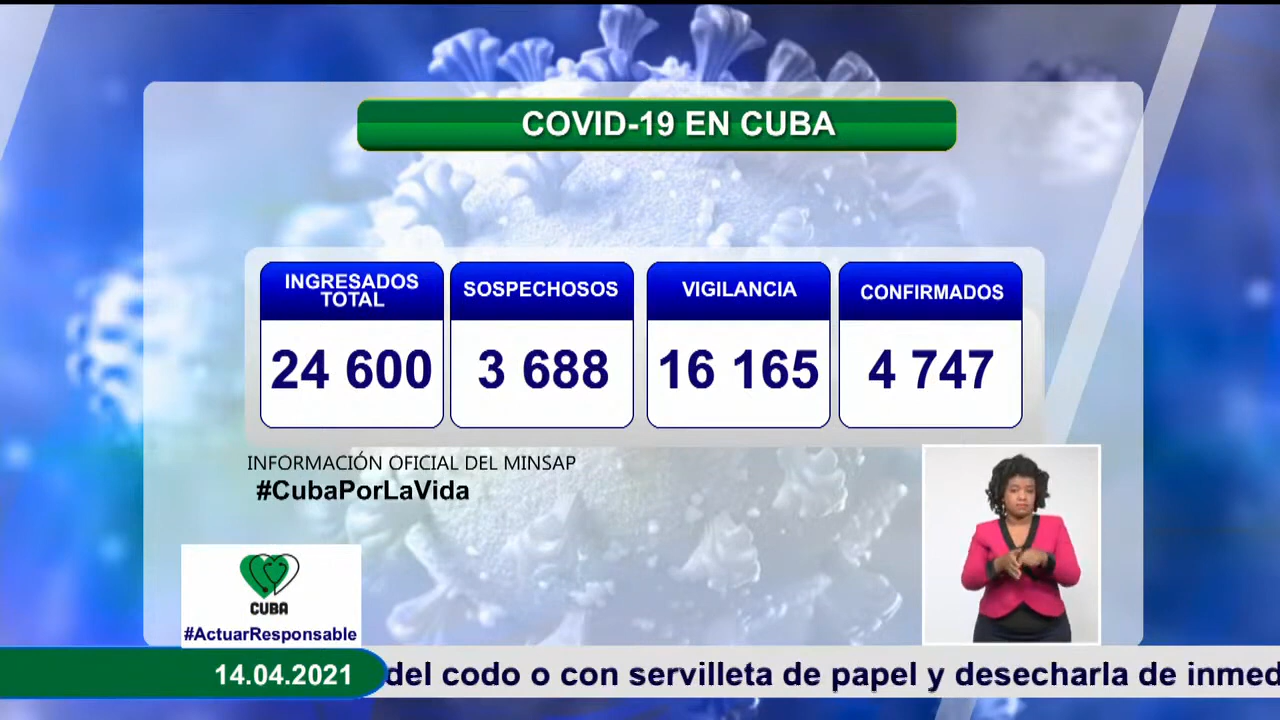 COVID-19 EN CUBA
INGRESADOS
TOTAL
SOSPECHOSOS
VIGILANCIA
CONFIRMADOS
24 600
3 688
16 165
4 747
INFORMACIÓN OFICIAL DEL MINSAP
#CubaPorLaVida
CUBA
#ActuarResponsable
14.04.2021
del codo o con servilleta de papel y desecharla de inmed